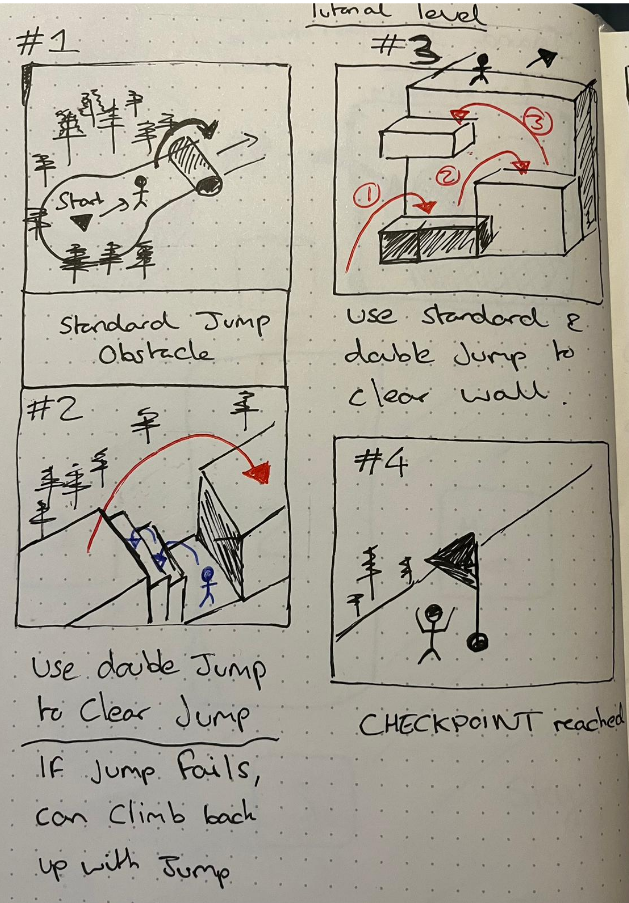 Tutorial level
#1
Start
Standard Jump
Obstacle
#2
Use double Jump
to Clear Jump
If Jump fails,
can Climb back
up with Jump
#3
1
2
3
Use standard &
double Jump to
clear wall.
#4
CHECKPOINT reached